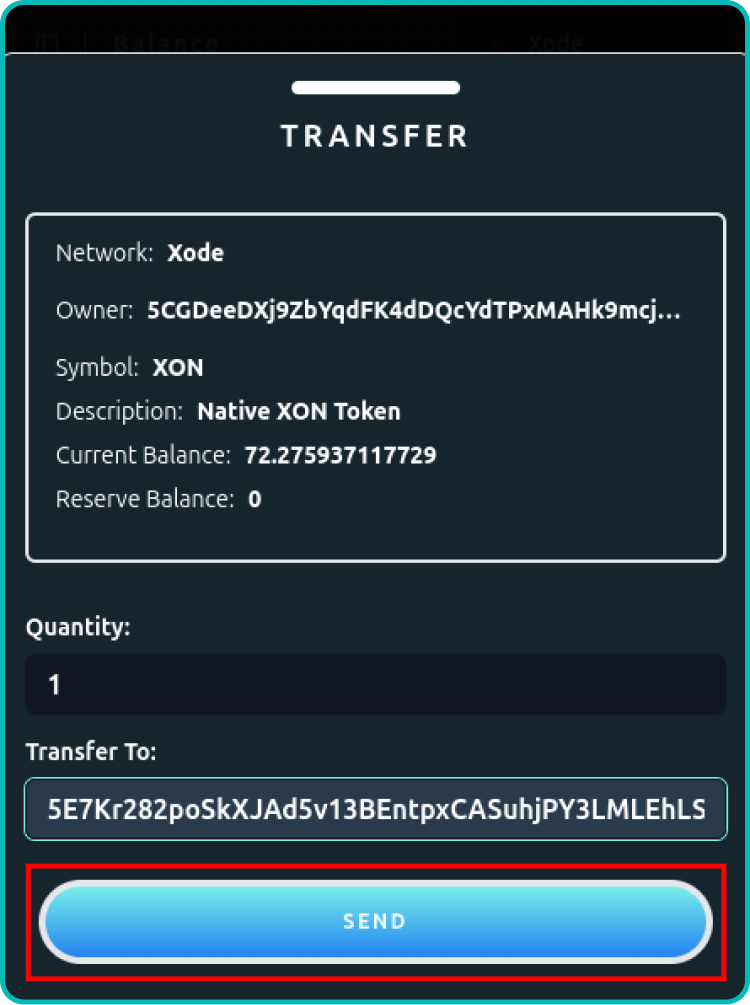 Balance
Xode
TRANSFER
Network: Xode
Owner: 5CGDeeDXj9ZbYqdFK4dDQcYdTPxMAHk9mcj...
Symbol: XON
Description: Native XON Token
Current Balance: 72.275937117729
Reserve Balance: 0
Quantity:
1
Transfer To:
5E7Kr282poSkXJAd5v13BEntpxCASuhjPY3LMLEhLS
SEND